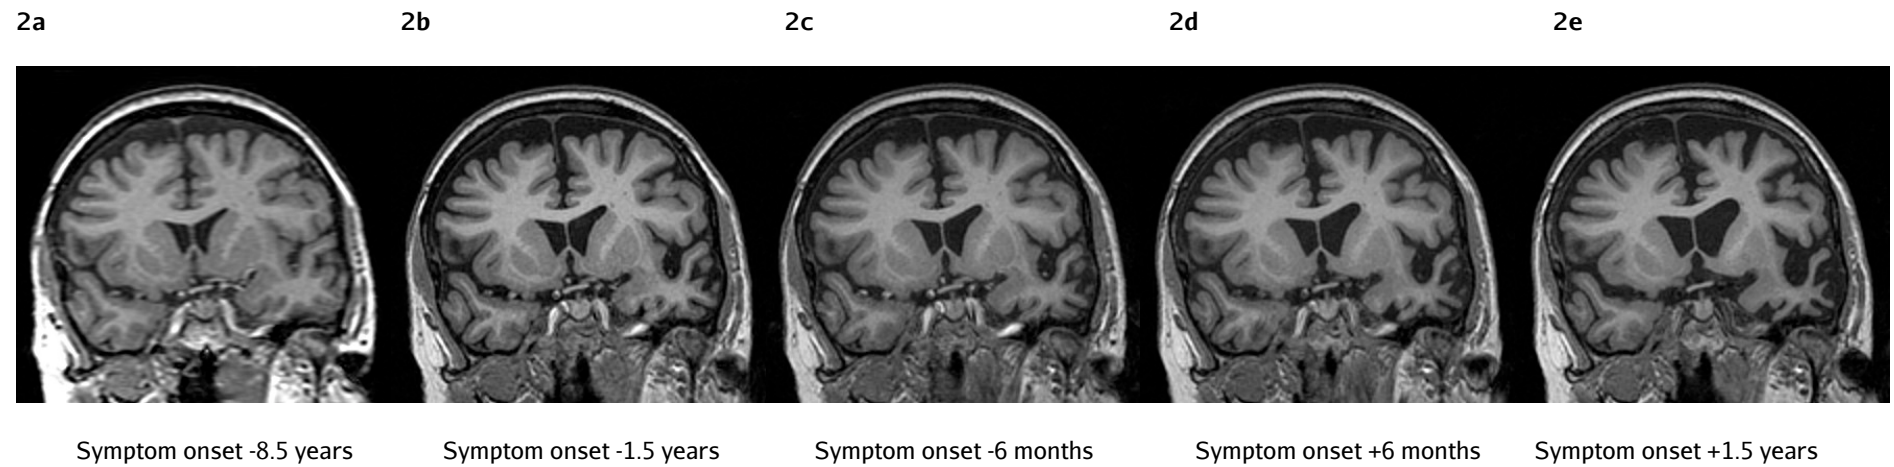 2a 2b 2c 2d 2e
Symptom onset -8.5 years Symptom onset -1.5 years Symptom onset -6 months Symptom onset +6 months Symptom onset +1.5 years